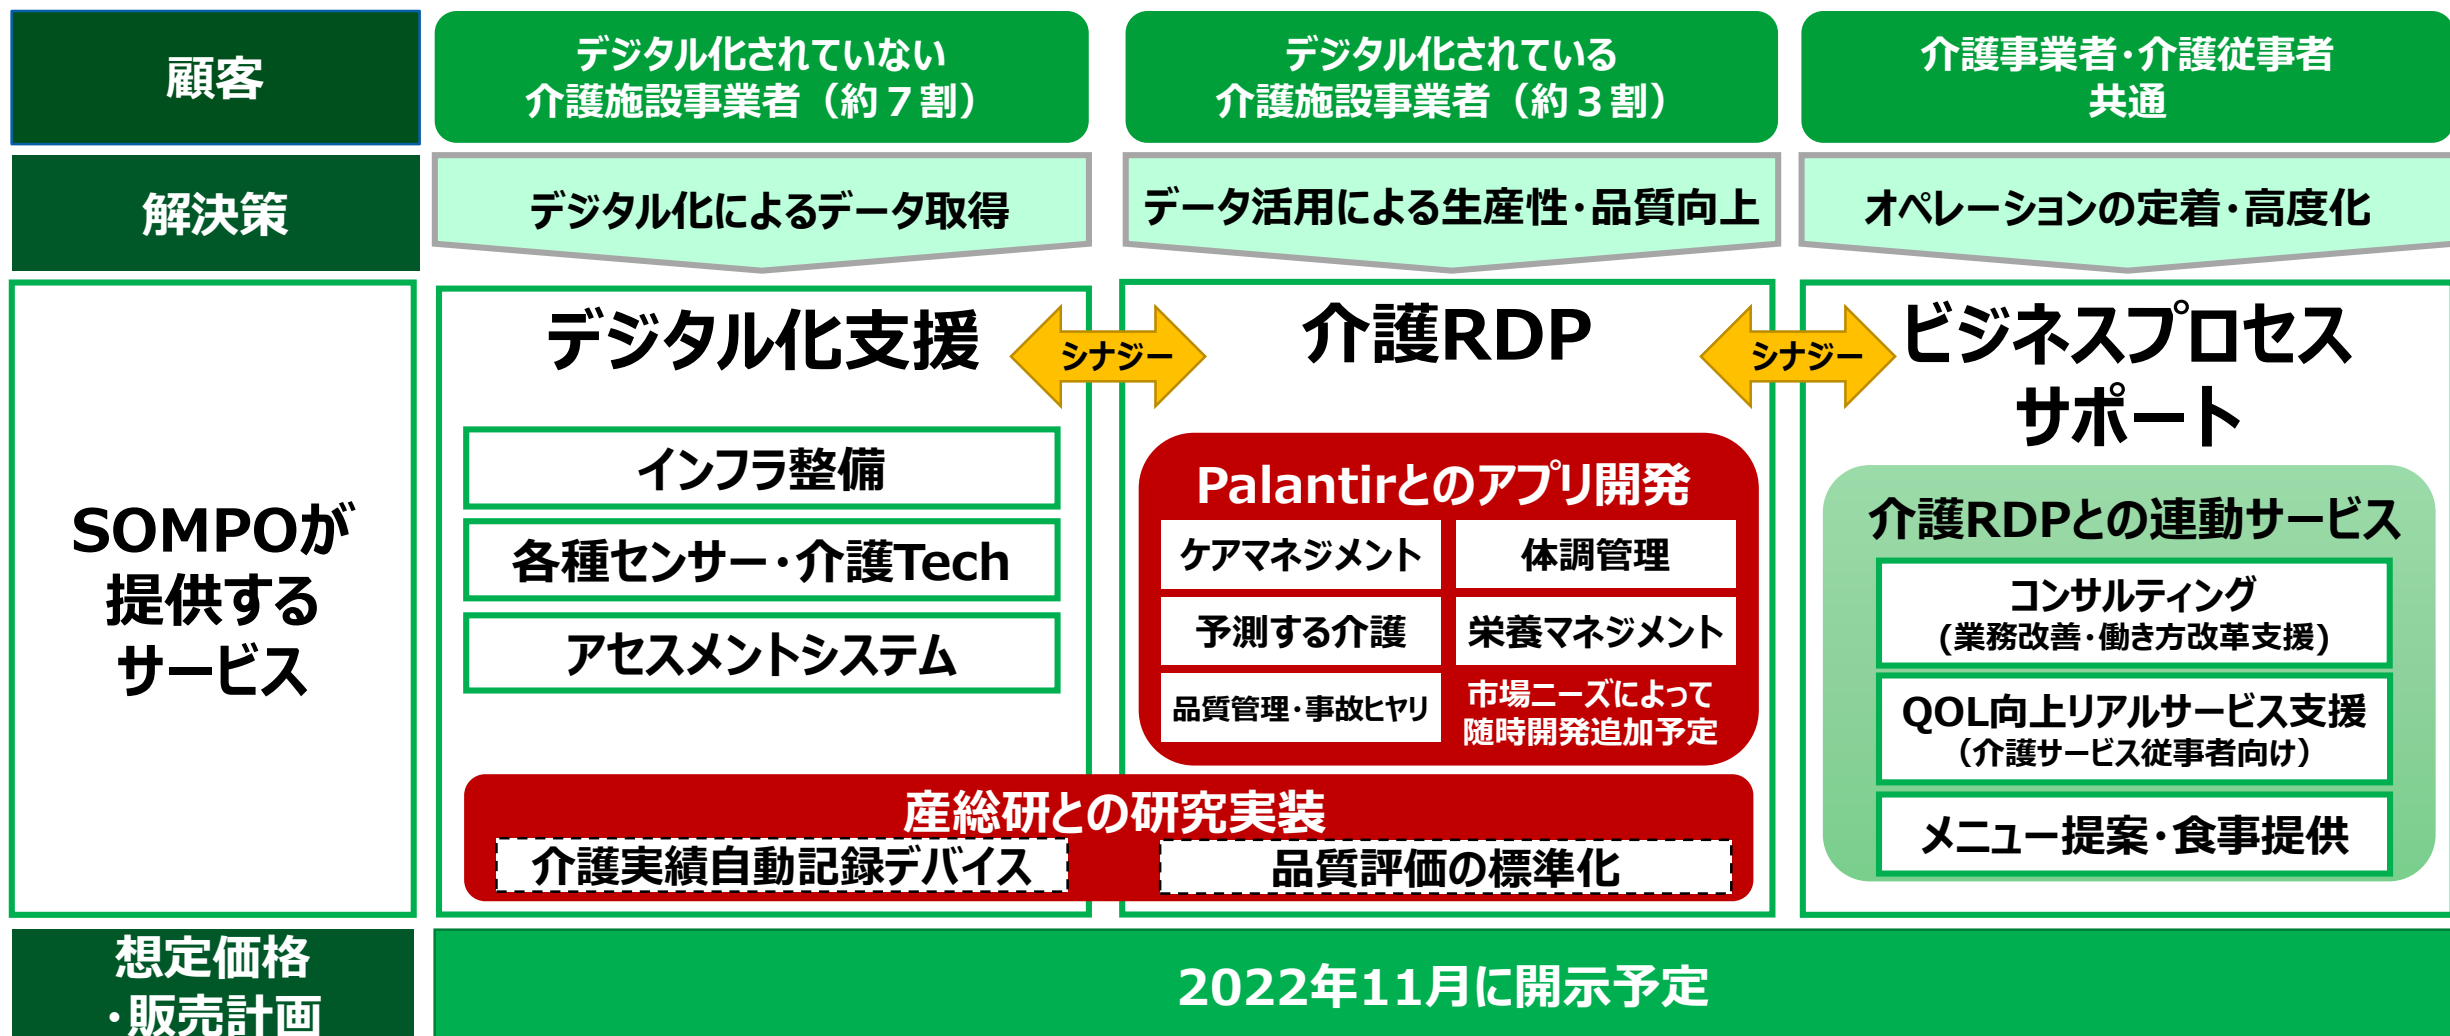 顧客
デジタル化されていない
介護施設事業者（約７割）
デジタル化されている
介護施設事業者（約３割）
介護事業者・介護従事者
共通
解決策
デジタル化によるデータ取得
データ活用による生産性・品質向上
オペレーションの定着・高度化
SOMPOが
提供する
サービス
デジタル化支援
シナジー
介護RDP
シナジー
ビジネスプロセス
サポート
インフラ整備
各種センサー・介護Tech
アセスメントシステム
Palantirとのアプリ開発
ケアマネジメント
体調管理
予測する介護
栄養マネジメント
品質管理・事故ヒヤリ
市場ニーズによって
随時開発追加予定
産総研との研究実装
介護実績自動記録デバイス
品質評価の標準化
介護RDPとの連動サービス
コンサルティング
(業務改善・働き方改革支援)
QOL向上リアルサービス支援
（介護サービス従事者向け）
メニュー提案・食事提供
想定価格
・販売計画
2022年11月に開示予定